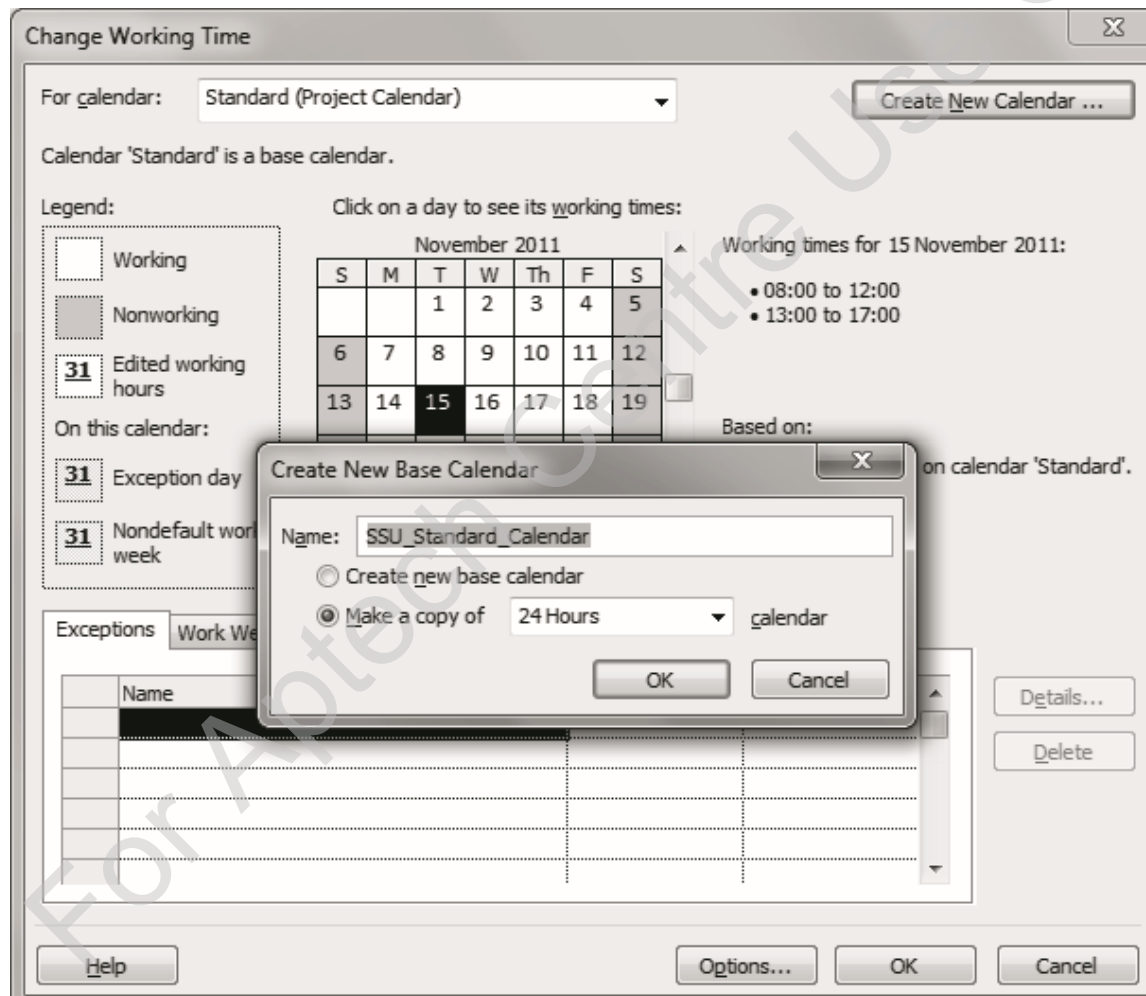 Change Working Time
For calendar: Standard (Project Calendar)
Create New Calendar ...
Calendar 'Standard' is a base calendar.
Legend:
Working
Nonworking
31 Edited working
hours
On this calendar:
31 Exception day
31 Nondefault work
week
Click on a day to see its working times:
November 2011
S M T W Th F S
1 2 3 4 5
6 7 8 9 10 11 12
13 14 15 16 17 18 19
Working times for 15 November 2011:
• 08:00 to 12:00
• 13:00 to 17:00
Based on:
on calendar 'Standard'.
Create New Base Calendar
Name: SSU_Standard_Calendar
Create new base calendar
Make a copy of 24 Hours calendar
OK Cancel
Exceptions Work We
Name
Details...
Delete
Help Options... OK Cancel
For Aptech Centre Use